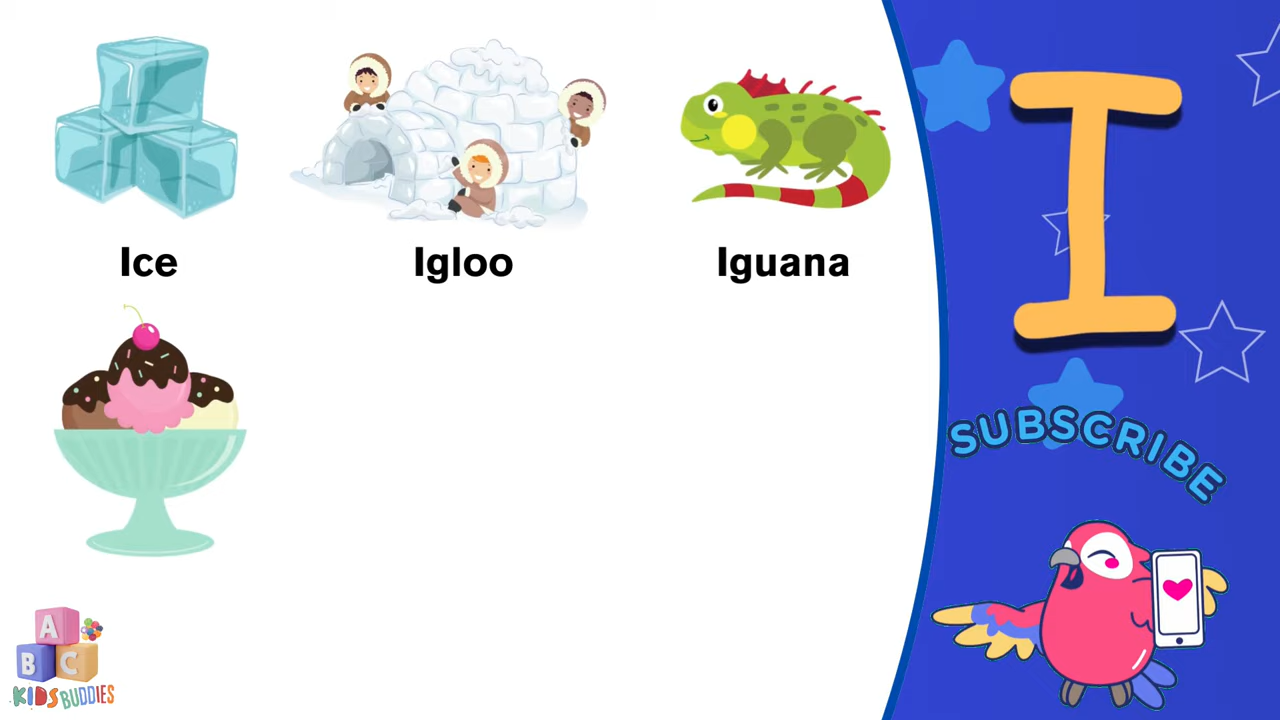 Ice
Igloo
Iguana
I
SUBSCRIBE
A
B C
KIDS BUDDIES